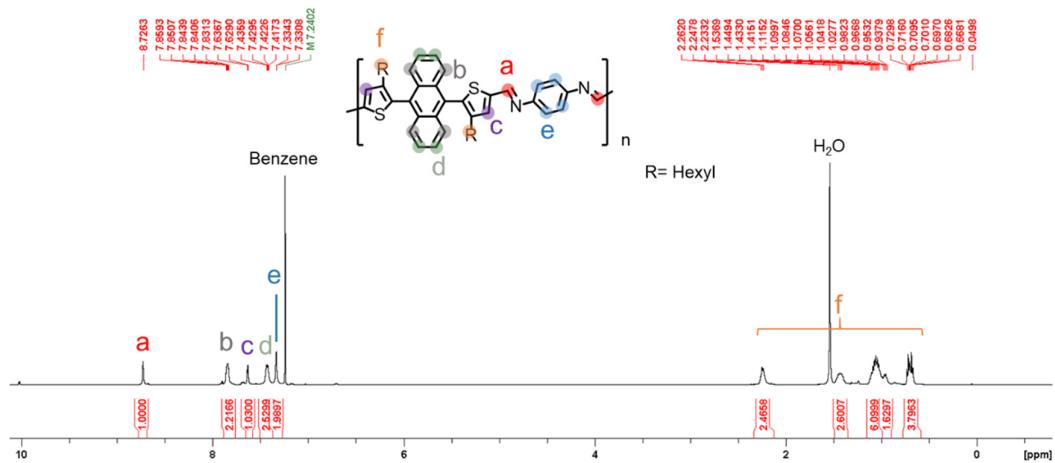 8.7263
7.8593
7.8507
7.8439
7.8406
7.8313
7.6367
7.6290
7.4359
7.4295
7.4226
7.4173
7.3343
7.3308
M 7.2402
2.2620
2.2478
2.2332
1.5369
1.4494
1.4330
1.4151
1.1152
1.0997
1.0846
1.0700
1.0561
1.0418
1.0277
0.9823
0.9668
0.9532
0.9379
0.7298
0.7160
0.7095
0.7010
0.6970
0.6826
0.6681
0.0498
f
R
b
a
S
N
S
N
c
e
R
n
d
Benzene
R= Hexyl
H₂O
e
f
a
b
c
d
1.0000
2.2166
1.0300
2.5299
1.9897
2.4658
2.6007
6.0999
1.6297
3.7963
10
8
6
4
2
0
[ppm]